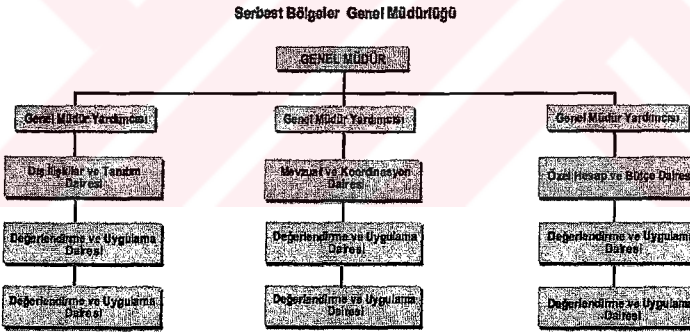 Serbest Bölgeler Genel Müdürlüğü
GENEL MÜDÜR
Genel Müdür Yardımcısı
Genel Müdür Yardımcısı
Genel Müdür Yardımcısı
Dış İlişkiler ve Tanıtım
Dairesi
Mevzuat ve Koordinasyon
Dairesi
Özel Hesap ve Bütçe Dairesi
Değerlendirme ve Uygulama
Dairesi
Değerlendirme ve Uygulama
Dairesi
Değerlendirme ve Uygulama
Dairesi
Değerlendirme ve Uygulama
Dairesi
Değerlendirme ve Uygulama
Dairesi
Değerlendirme ve Uygulama
Dairesi